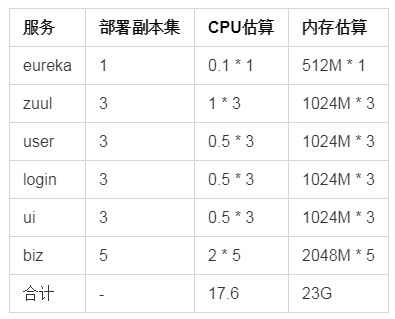 服务 部署副本集 CPU估算 内存估算
eureka 1 0.1 * 1 512M * 1
zuul 3 1 * 3 1024M * 3
user 3 0.5 * 3 1024M * 3
login 3 0.5 * 3 1024M * 3
ui 3 0.5 * 3 1024M * 3
biz 5 2 * 5 2048M * 5
合计 - 17.6 23G